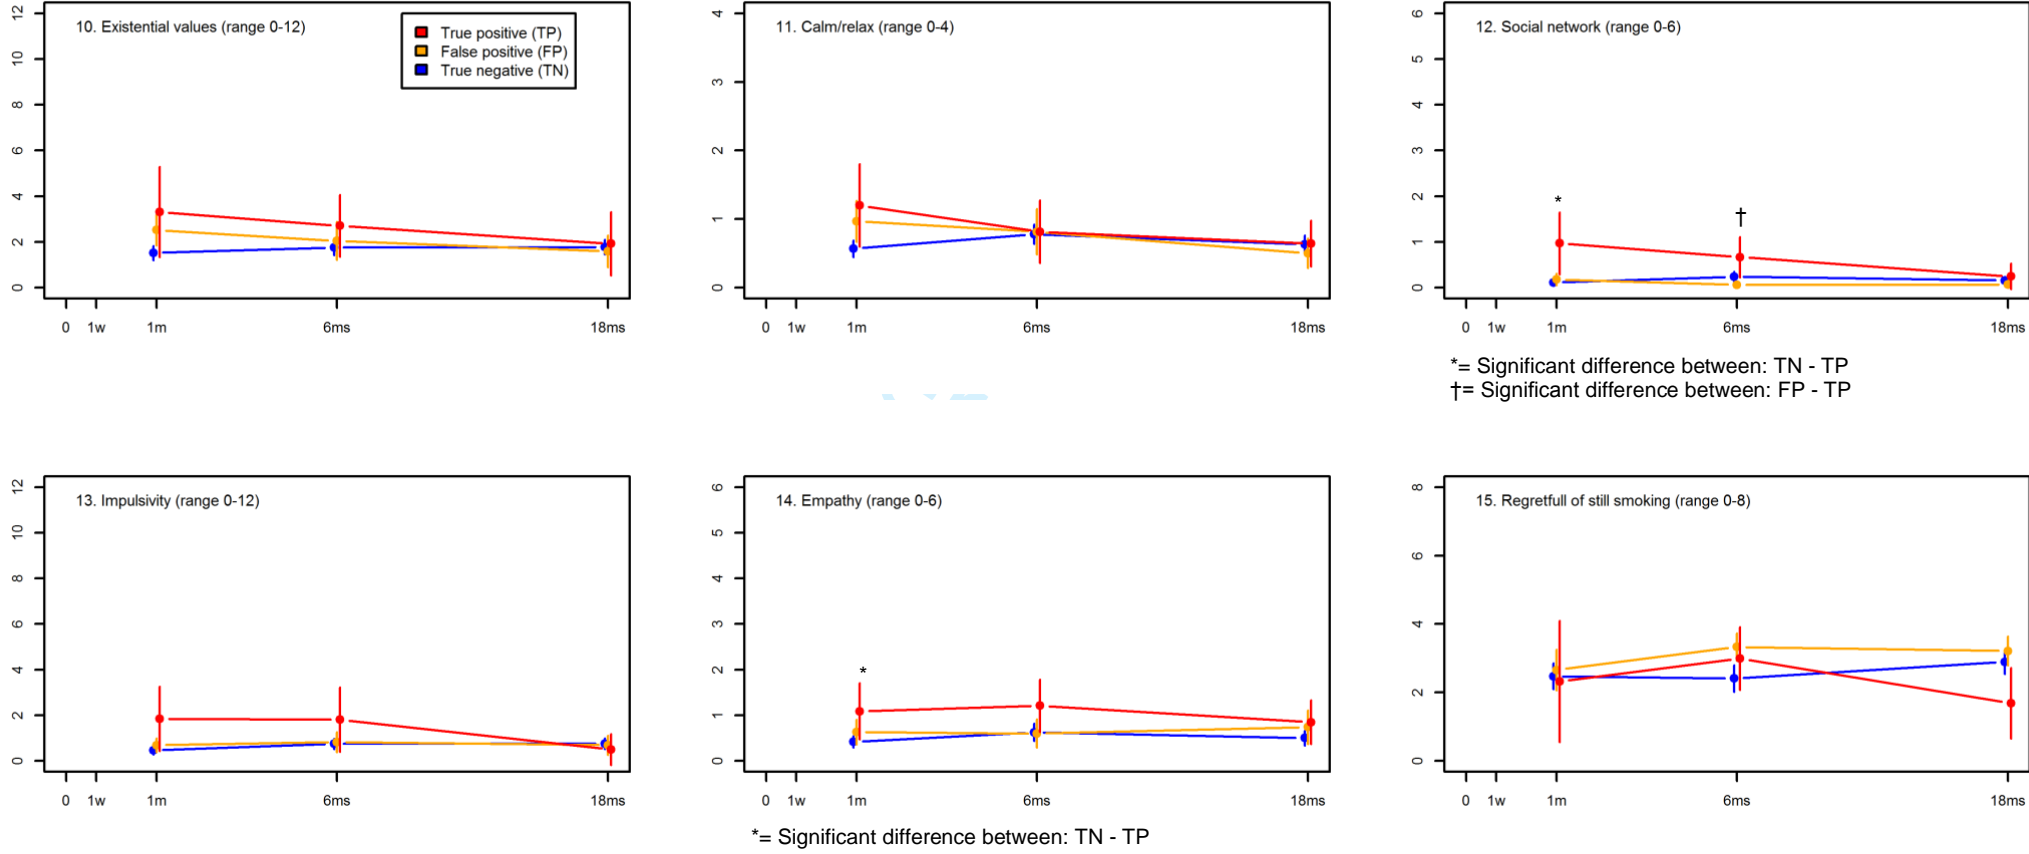 10. Existential values (range 0-12)
True positive (TP)
False positive (FP)
True negative (TN)
0 2 4 6 8 10 12
0 1w 1m 6ms 18ms
11. Calm/relax (range 0-4)
0 1 2 3 4
0 1w 1m 6ms 18ms
12. Social network (range 0-6)
0 1 2 3 4 5 6
*
†
0 1w 1m 6ms 18ms
*= Significant difference between: TN - TP
†= Significant difference between: FP - TP
13. Impulsivity (range 0-12)
0 2 4 6 8 10 12
0 1w 1m 6ms 18ms
14. Empathy (range 0-6)
0 1 2 3 4 5 6
*
0 1w 1m 6ms 18ms
*= Significant difference between: TN - TP
15. Regretfull of still smoking (range 0-8)
0 2 4 6 8
0 1w 1m 6ms 18ms